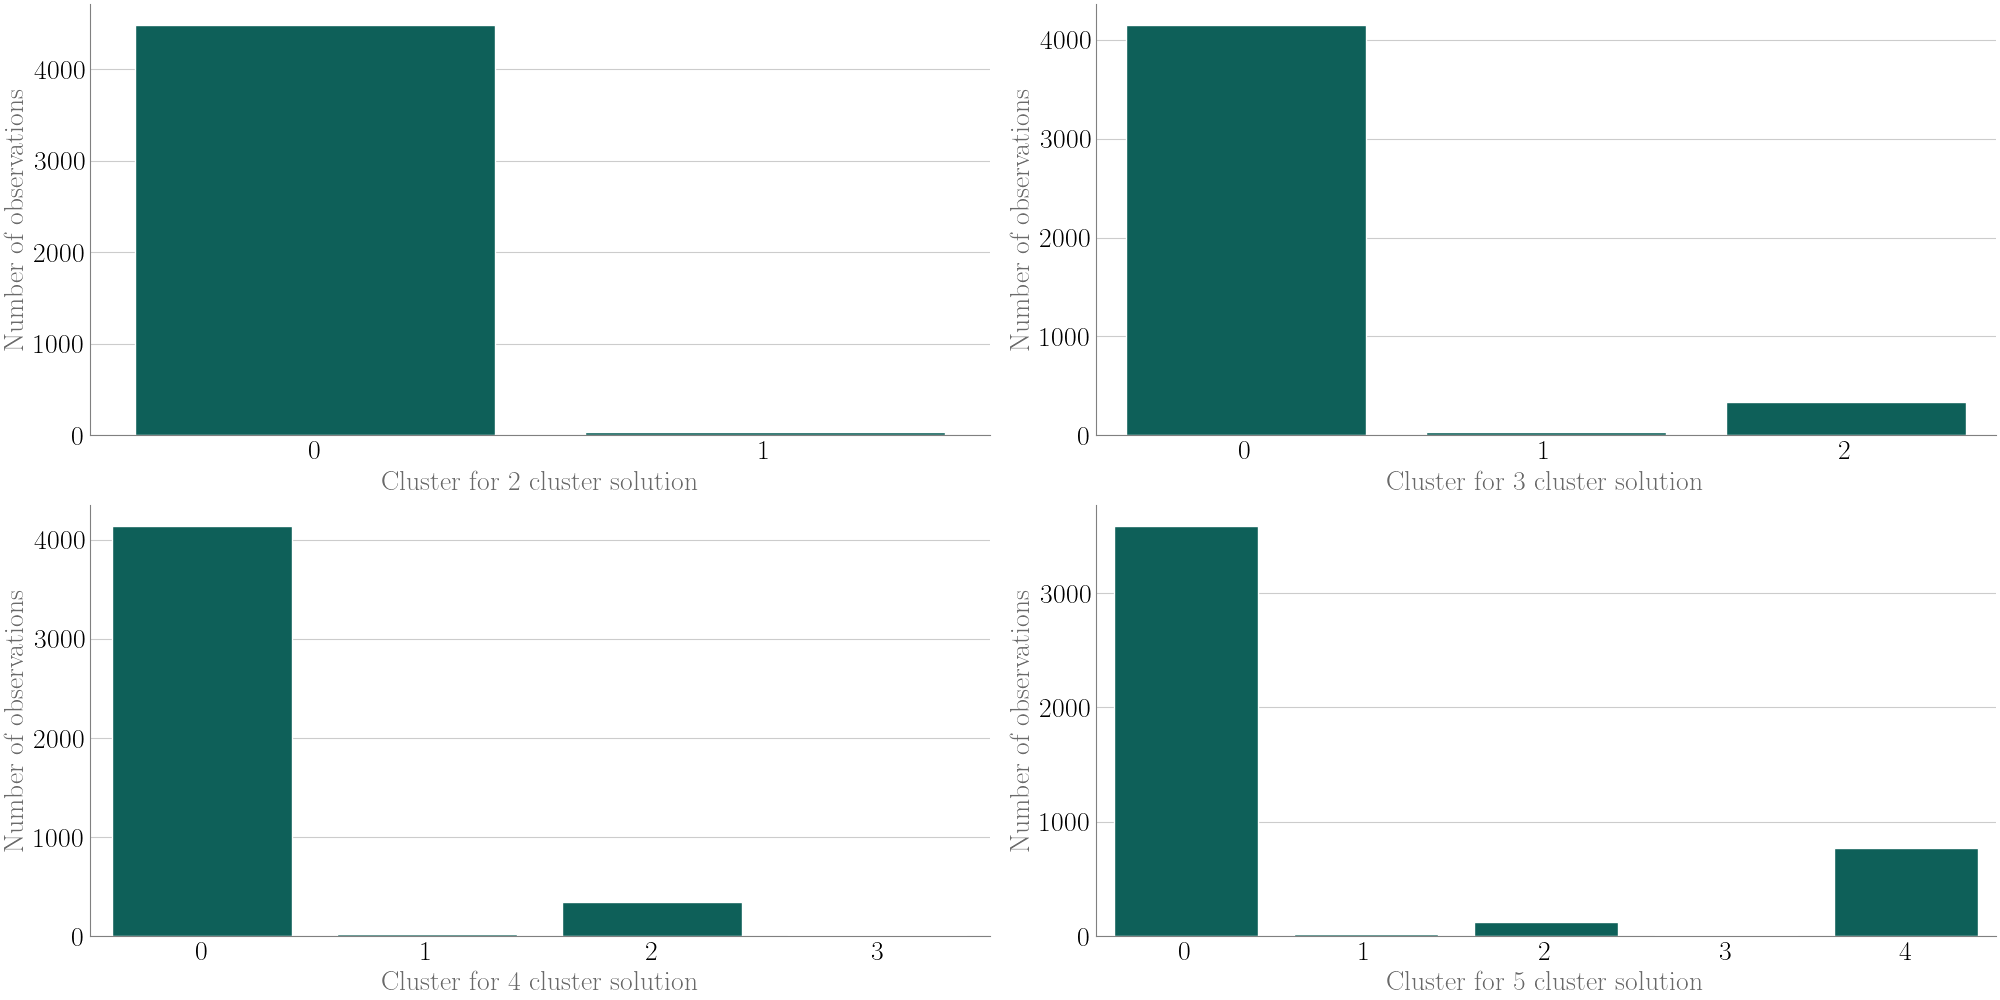 Number of observations
4000
3000
2000
1000
0
0 1
Cluster for 2 cluster solution
Number of observations
4000
3000
2000
1000
0
0 1 2
Cluster for 3 cluster solution
Number of observations
4000
3000
2000
1000
0
0 1 2 3
Cluster for 4 cluster solution
Number of observations
3000
2000
1000
0
0 1 2 3 4
Cluster for 5 cluster solution